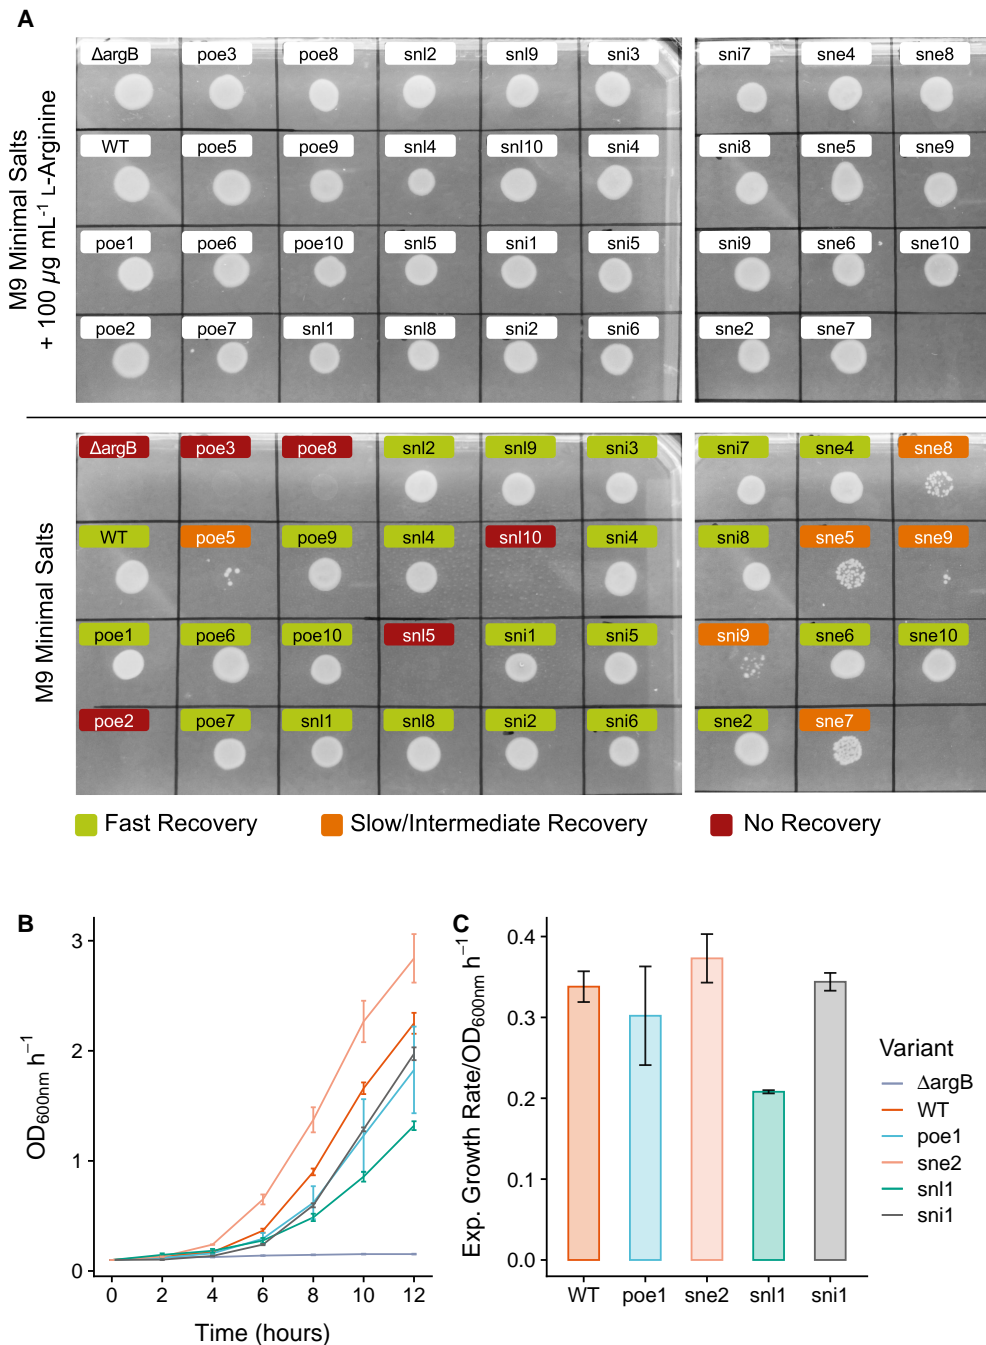 A
M9 Minimal Salts
+ 100 µg mL⁻¹ L-Arginine
ΔargB poe3 poe8 snl2 snl9 sni3 sni7 sne4 sne8
WT poe5 poe9 snl4 snl10 sni4 sni8 sne5 sne9
poe1 poe6 poe10 snl5 sni1 sni5 sni9 sne6 sne10
poe2 poe7 snl1 snl8 sni2 sni6 sne2 sne7
M9 Minimal Salts
ΔargB poe3 poe8 snl2 snl9 sni3 sni7 sne4 sne8
WT poe5 poe9 snl4 snl10 sni4 sni8 sne5 sne9
poe1 poe6 poe10 snl5 sni1 sni5 sni9 sne6 sne10
poe2 poe7 snl1 snl8 sni2 sni6 sne2 sne7
Fast Recovery Slow/Intermediate Recovery No Recovery
B
OD600nm h⁻¹
3
2
1
0
0 2 4 6 8 10 12
Time (hours)
C
Exp. Growth Rate/OD600nm h⁻¹
0.4
0.3
0.2
0.1
0.0
WT poe1 sne2 snl1 sni1
Variant
ΔargB
WT
poe1
sne2
snl1
sni1